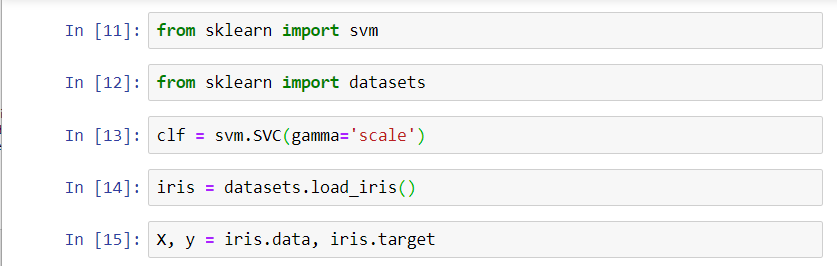 In [11]: from sklearn import svm
In [12]: from sklearn import datasets
In [13]: clf = svm.SVC(gamma='scale')
In [14]: iris = datasets.load_iris()
In [15]: X, y = iris.data, iris.target